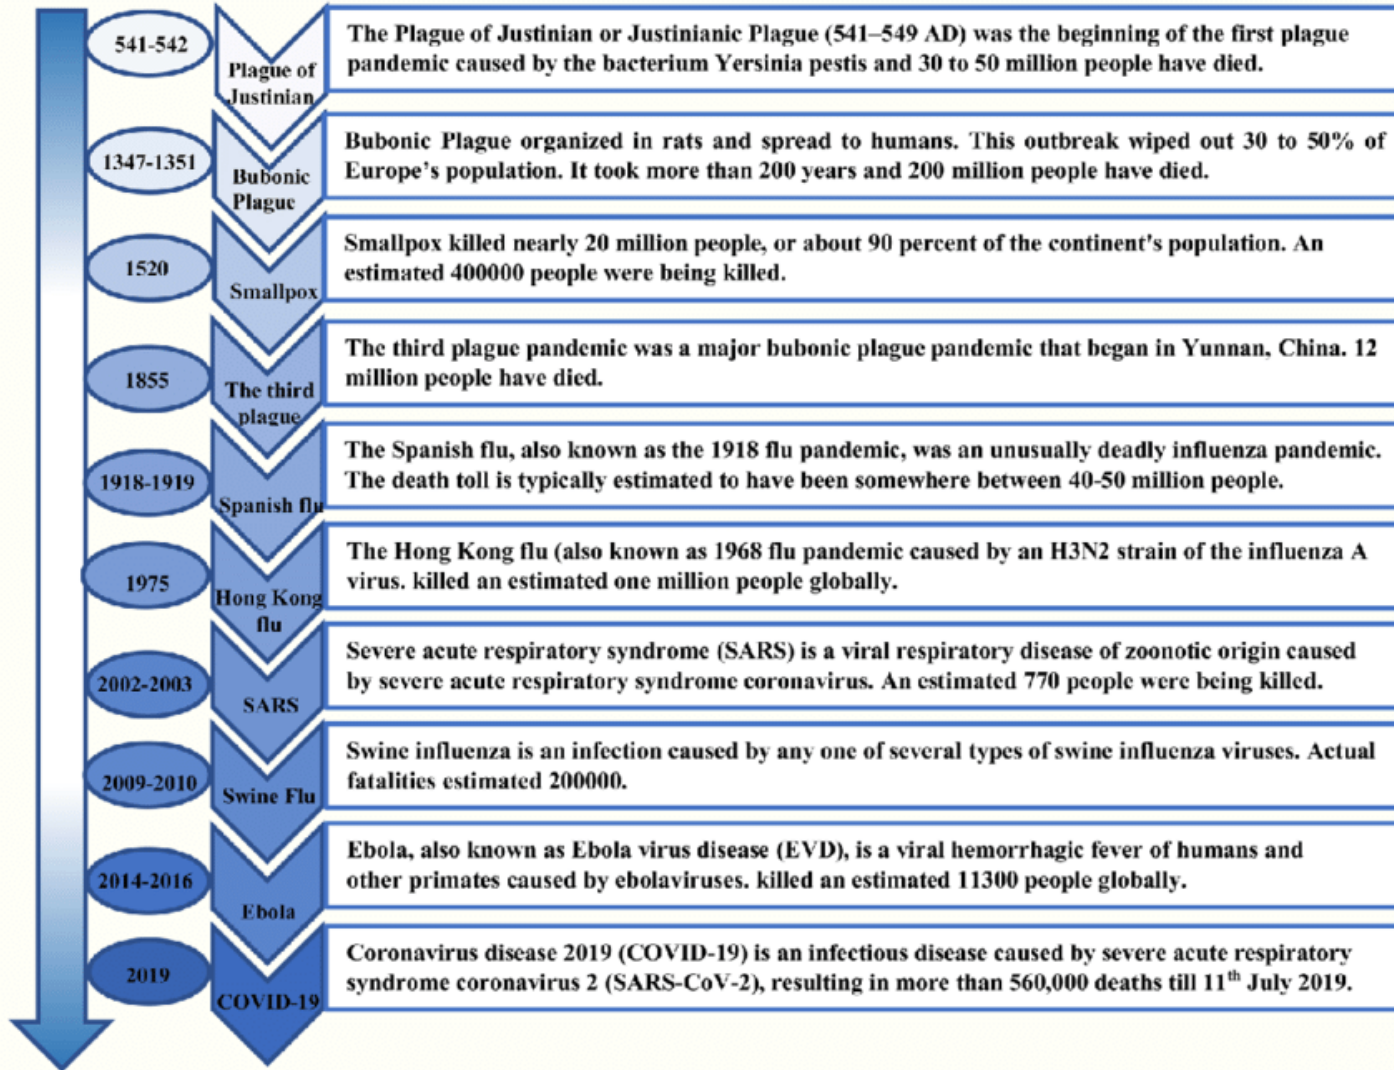 541-542
Plague of
Justinian
The Plague of Justinian or Justinianic Plague (541–549 AD) was the beginning of the first plague
pandemic caused by the bacterium Yersinia pestis and 30 to 50 million people have died.
1347-1351
Bubonic
Plague
Bubonic Plague organized in rats and spread to humans. This outbreak wiped out 30 to 50% of
Europe's population. It took more than 200 years and 200 million people have died.
1520
Smallpox
Smallpox killed nearly 20 million people, or about 90 percent of the continent's population. An
estimated 400000 people were being killed.
1855
The third
plague
The third plague pandemic was a major bubonic plague pandemic that began in Yunnan, China. 12
million people have died.
1918-1919
Spanish flu
The Spanish flu, also known as the 1918 flu pandemic, was an unusually deadly influenza pandemic.
The death toll is typically estimated to have been somewhere between 40-50 million people.
1975
Hong Kong
flu
The Hong Kong flu (also known as 1968 flu pandemic caused by an H3N2 strain of the influenza A
virus. killed an estimated one million people globally.
2002-2003
SARS
Severe acute respiratory syndrome (SARS) is a viral respiratory disease of zoonotic origin caused
by severe acute respiratory syndrome coronavirus. An estimated 770 people were being killed.
2009-2010
Swine Flu
Swine influenza is an infection caused by any one of several types of swine influenza viruses. Actual
fatalities estimated 200000.
2014-2016
Ebola
Ebola, also known as Ebola virus disease (EVD), is a viral hemorrhagic fever of humans and
other primates caused by ebolaviruses. killed an estimated 11300 people globally.
2019
COVID-19
Coronavirus disease 2019 (COVID-19) is an infectious disease caused by severe acute respiratory
syndrome coronavirus 2 (SARS-CoV-2), resulting in more than 560,000 deaths till 11th July 2019.